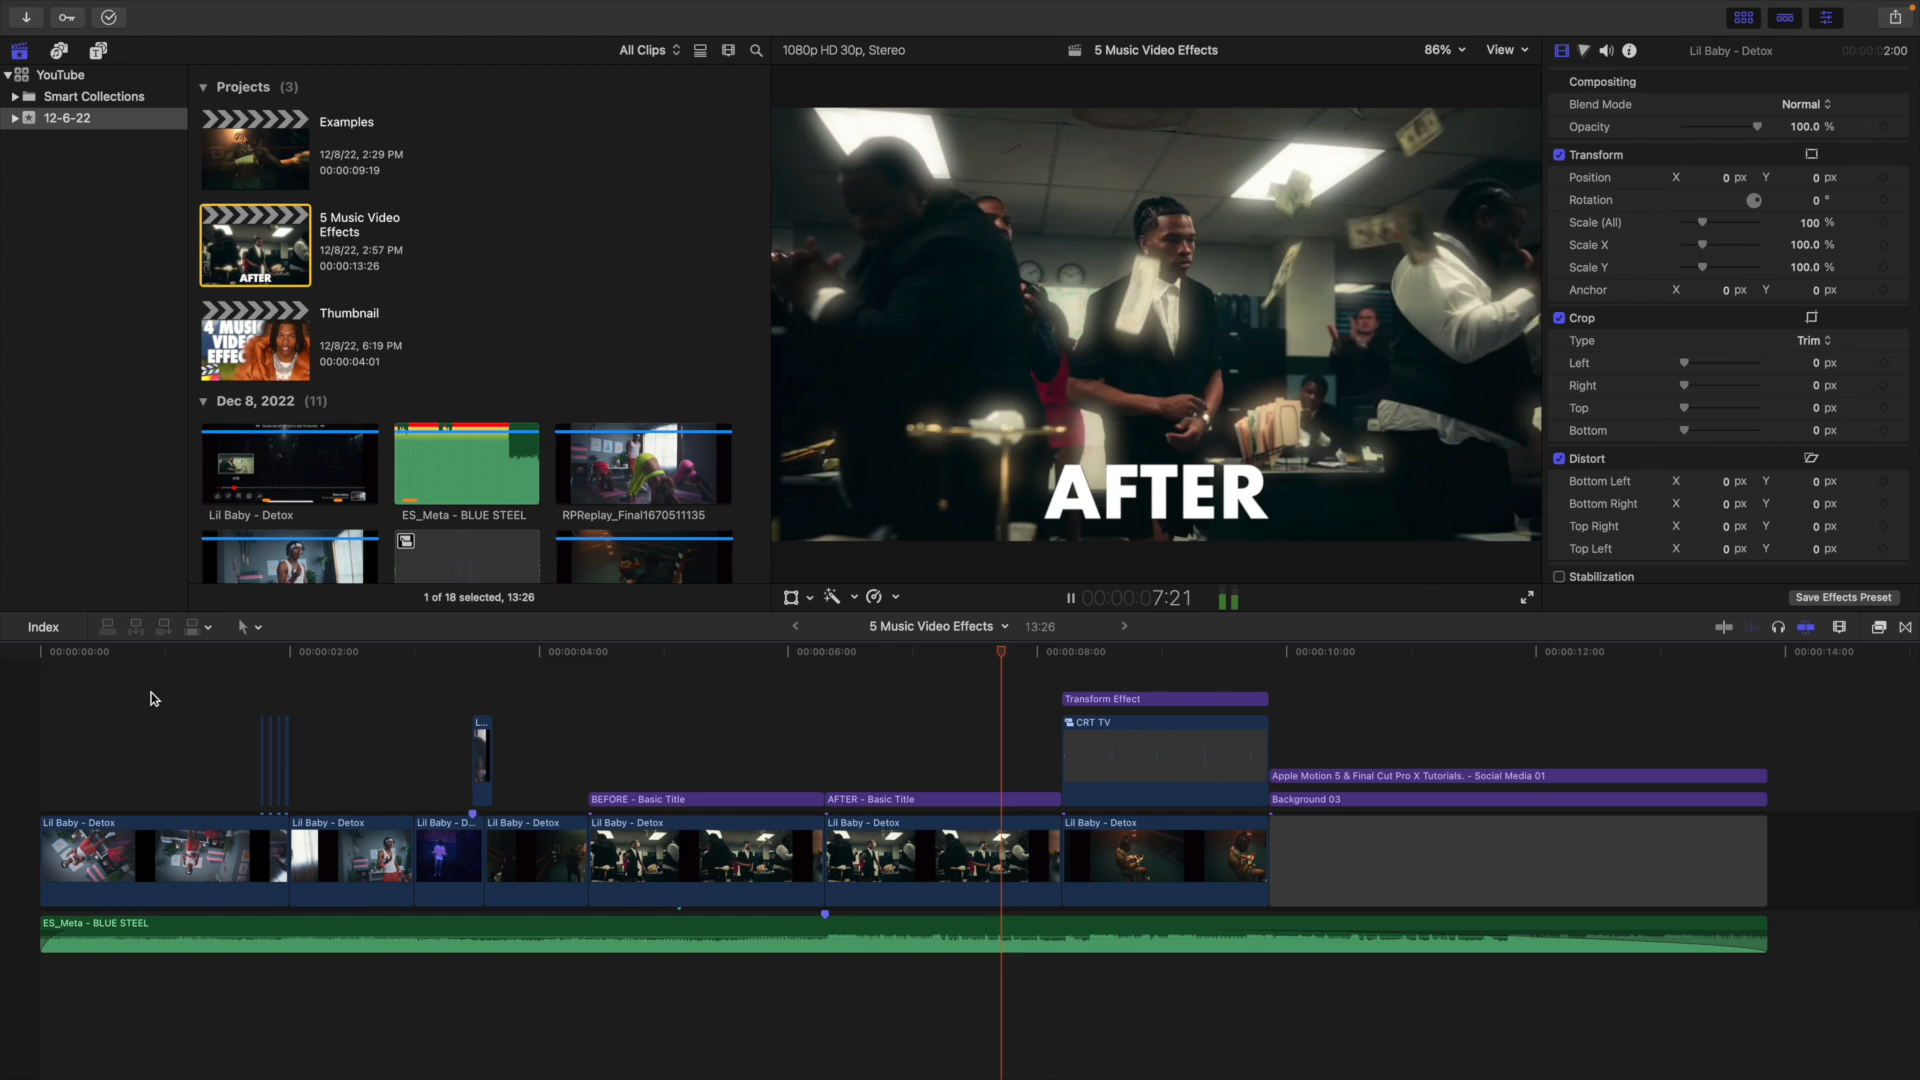 All Clips
1080p HD 30p, Stereo
5 Music Video Effects
86%
View
Lil Baby - Detox
00:00:02:00
YouTube
Smart Collections
12-6-22
Projects (3)
Examples
12/8/22, 2:29 PM
00:00:09:19
5 Music Video
Effects
12/8/22, 2:57 PM
00:00:13:26
AFTER
Thumbnail
12/8/22, 6:19 PM
00:00:04:01
4 MUSIC
VIDEO
EFFEC
Dec 8, 2022 (11)
Lil Baby - Detox
ES_Meta - BLUE STEEL
RPReplay_Final1670511135
1 of 18 selected, 13:26
AFTER
00:00:07:21
Compositing
Blend Mode Normal
Opacity 100.0 %
Transform
Position X 0 px Y 0 px
Rotation 0 °
Scale (All) 100 %
Scale X 100.0 %
Scale Y 100.0 %
Anchor X 0 px Y 0 px
Crop
Type Trim
Left 0 px
Right 0 px
Top 0 px
Bottom 0 px
Distort
Bottom Left X 0 px Y 0 px
Bottom Right X 0 px Y 0 px
Top Right X 0 px Y 0 px
Top Left X 0 px Y 0 px
Stabilization
Save Effects Preset
Index
5 Music Video Effects
13:26
00:00:00:00
00:00:02:00
00:00:04:00
00:00:06:00
00:00:08:00
00:00:10:00
00:00:12:00
00:00:14:00
Transform Effect
L...
CRT TV
Apple Motion 5 & Final Cut Pro X Tutorials. - Social Media 01
BEFORE - Basic Title
AFTER - Basic Title
Background 03
Lil Baby - Detox
Lil Baby - Detox
Lil Baby - D...
Lil Baby - Detox
Lil Baby - Detox
Lil Baby - Detox
Lil Baby - Detox
ES_Meta - BLUE STEEL